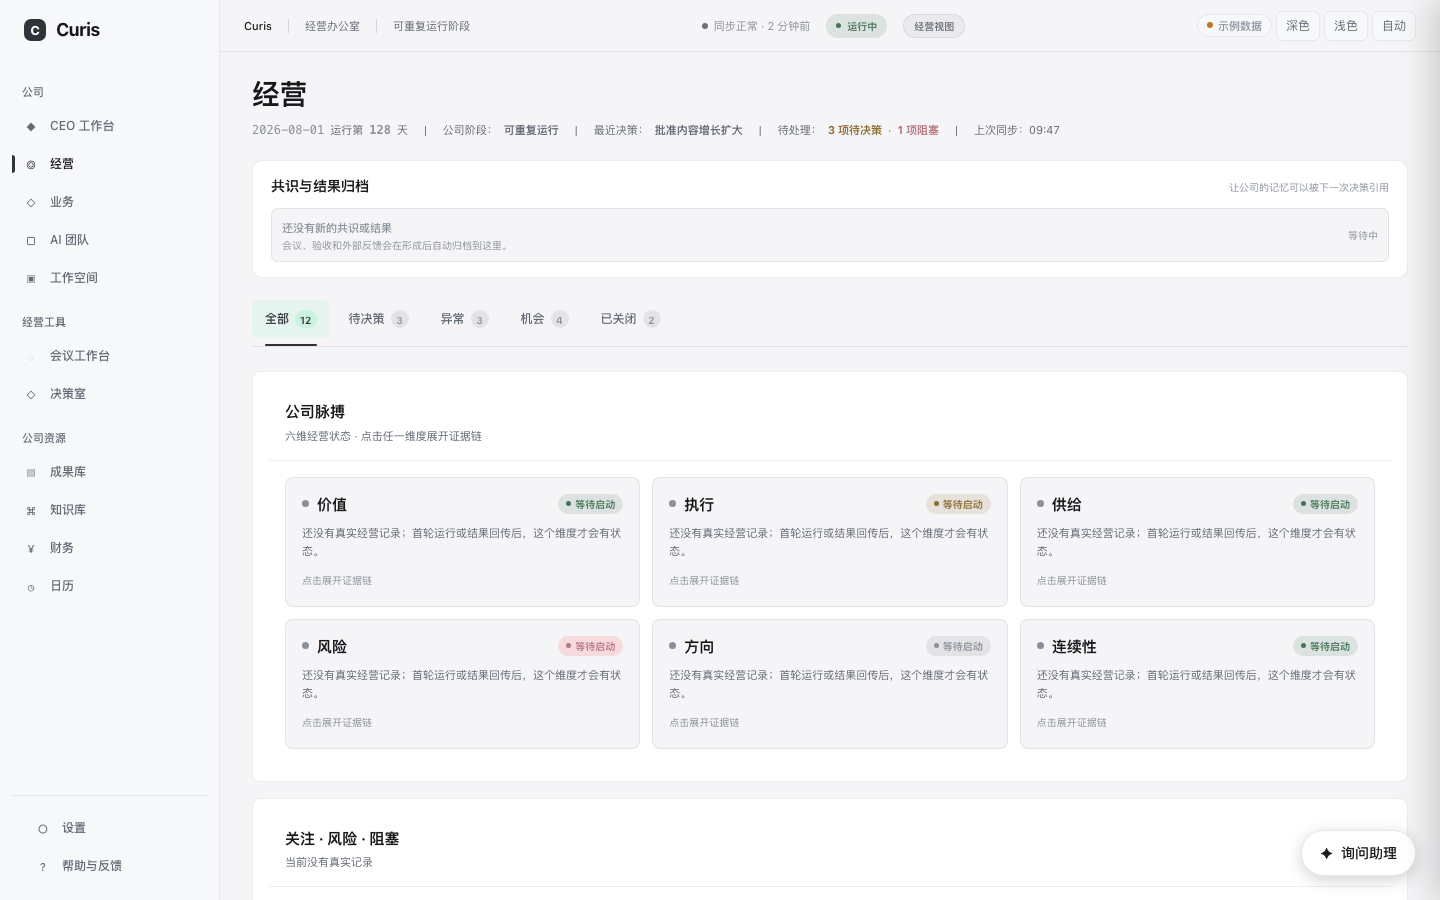 C Curis
Curis 经营办公室 可重复运行阶段
同步正常 · 2 分钟前 运行中 经营视图
示例数据 深色 浅色 自动
公司
CEO 工作台
经营
业务
AI 团队
工作空间
经营工具
会议工作台
决策室
公司资源
成果库
知识库
¥ 财务
日历
设置
? 帮助与反馈
经营
2026-08-01 运行第 128 天 | 公司阶段： 可重复运行 | 最近决策： 批准内容增长扩大 | 待处理： 3 项待决策 · 1 项阻塞 | 上次同步：09:47
共识与结果归档
让公司的记忆可以被下一次决策引用
还没有新的共识或结果
会议、验收和外部反馈会在形成后自动归档到这里。
等待中
全部 12 待决策 3 异常 3 机会 4 已关闭 2
公司脉搏
六维经营状态 · 点击任一维度展开证据链
价值 等待启动
还没有真实经营记录；首轮运行或结果回传后，这个维度才会有状
态。
点击展开证据链
执行 等待启动
还没有真实经营记录；首轮运行或结果回传后，这个维度才会有状
态。
点击展开证据链
供给 等待启动
还没有真实经营记录；首轮运行或结果回传后，这个维度才会有状
态。
点击展开证据链
风险 等待启动
还没有真实经营记录；首轮运行或结果回传后，这个维度才会有状
态。
点击展开证据链
方向 等待启动
还没有真实经营记录；首轮运行或结果回传后，这个维度才会有状
态。
点击展开证据链
连续性 等待启动
还没有真实经营记录；首轮运行或结果回传后，这个维度才会有状
态。
点击展开证据链
关注 · 风险 · 阻塞
当前没有真实记录
询问助理